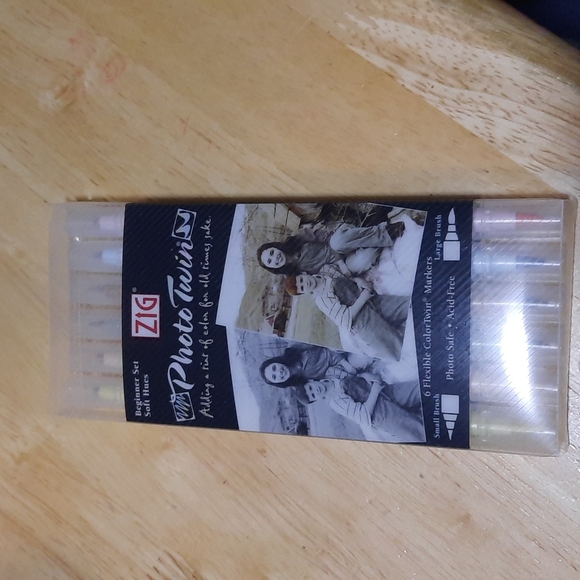 Beginner Set
Soft Hues
ZIG®
Photo Twin®
Adding a tint of color for old times sake.
6 Flexible ColorTwin® Markers
Photo Safe • Acid-Free
Small Brush
Large Brush